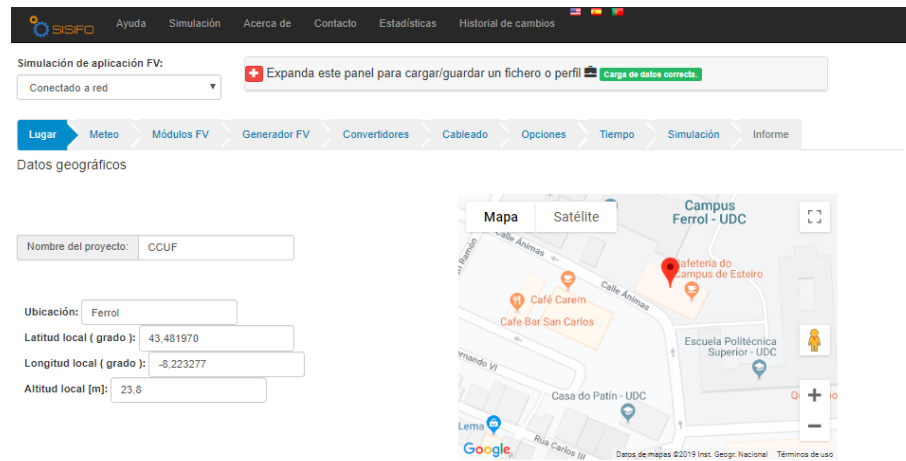 SISIFO Ayuda Simulación Acerca de Contacto Estadísticas Historial de cambios
Simulación de aplicación FV:
Conectado a red
Expanda este panel para cargar/guardar un fichero o perfil Carga de datos correcta.
Lugar Meteo Módulos FV Generador FV Convertidores Cableado Opciones Tiempo Simulación Informe
Datos geográficos
Nombre del proyecto: CCUF
Ubicación: Ferrol
Latitud local ( grado ): 43,481970
Longitud local ( grado ): -8,223277
Altitud local [m]: 23,8
Mapa Satélite
Campus
Ferrol - UDC
Calle Ánimas
Ramón
Cafetería do
Campus de Esteiro
Calle Ánimas
Café Carem
Cafe Bar San Carlos
Escuela Politécnica
Superior - UDC
Casa do Patín - UDC
Lema
Rua Carlos III
Google
Datos de mapas ©2019 Inst. Geogr. Nacional Términos de uso